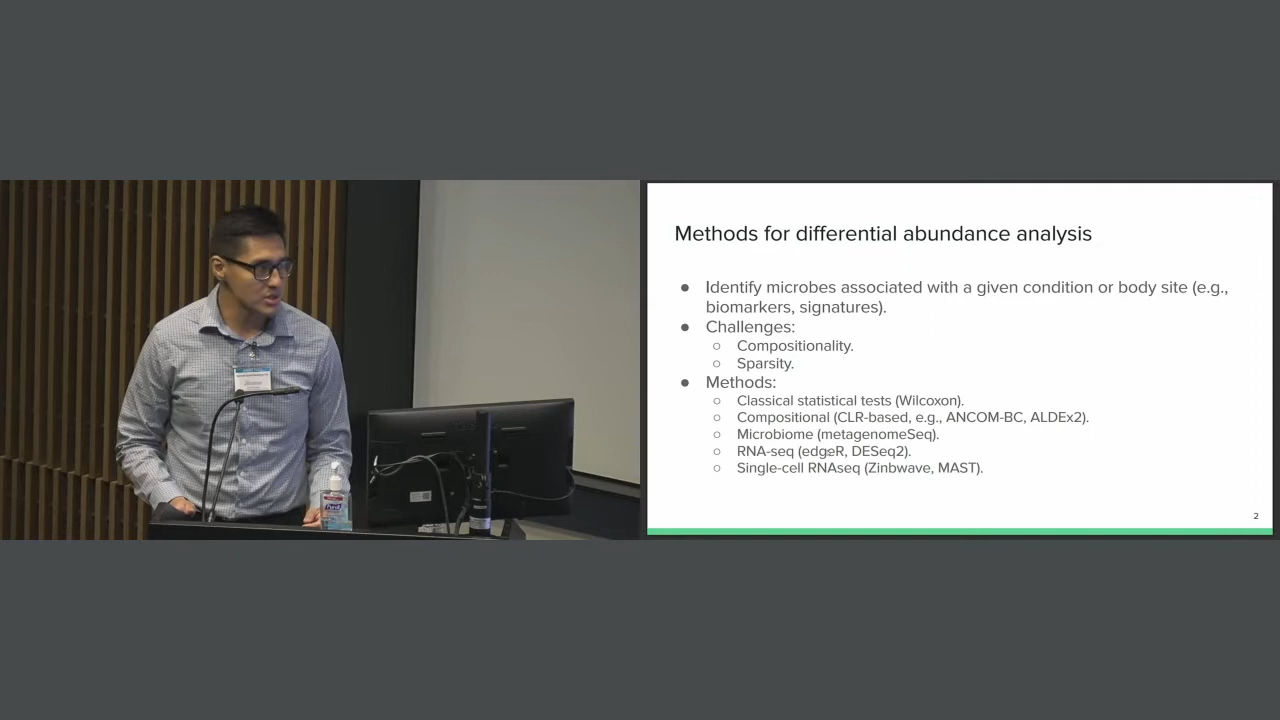 Methods for differential abundance analysis
● Identify microbes associated with a given condition or body site (e.g.,
biomarkers, signatures).
● Challenges:
○ Compositionality.
○ Sparsity.
● Methods:
○ Classical statistical tests (Wilcoxon).
○ Compositional (CLR-based, e.g., ANCOM-BC, ALDEx2).
○ Microbiome (metagenomeSeq).
○ RNA-seq (edgeR, DESeq2).
○ Single-cell RNAseq (Zinbwave, MAST).
2
Purell